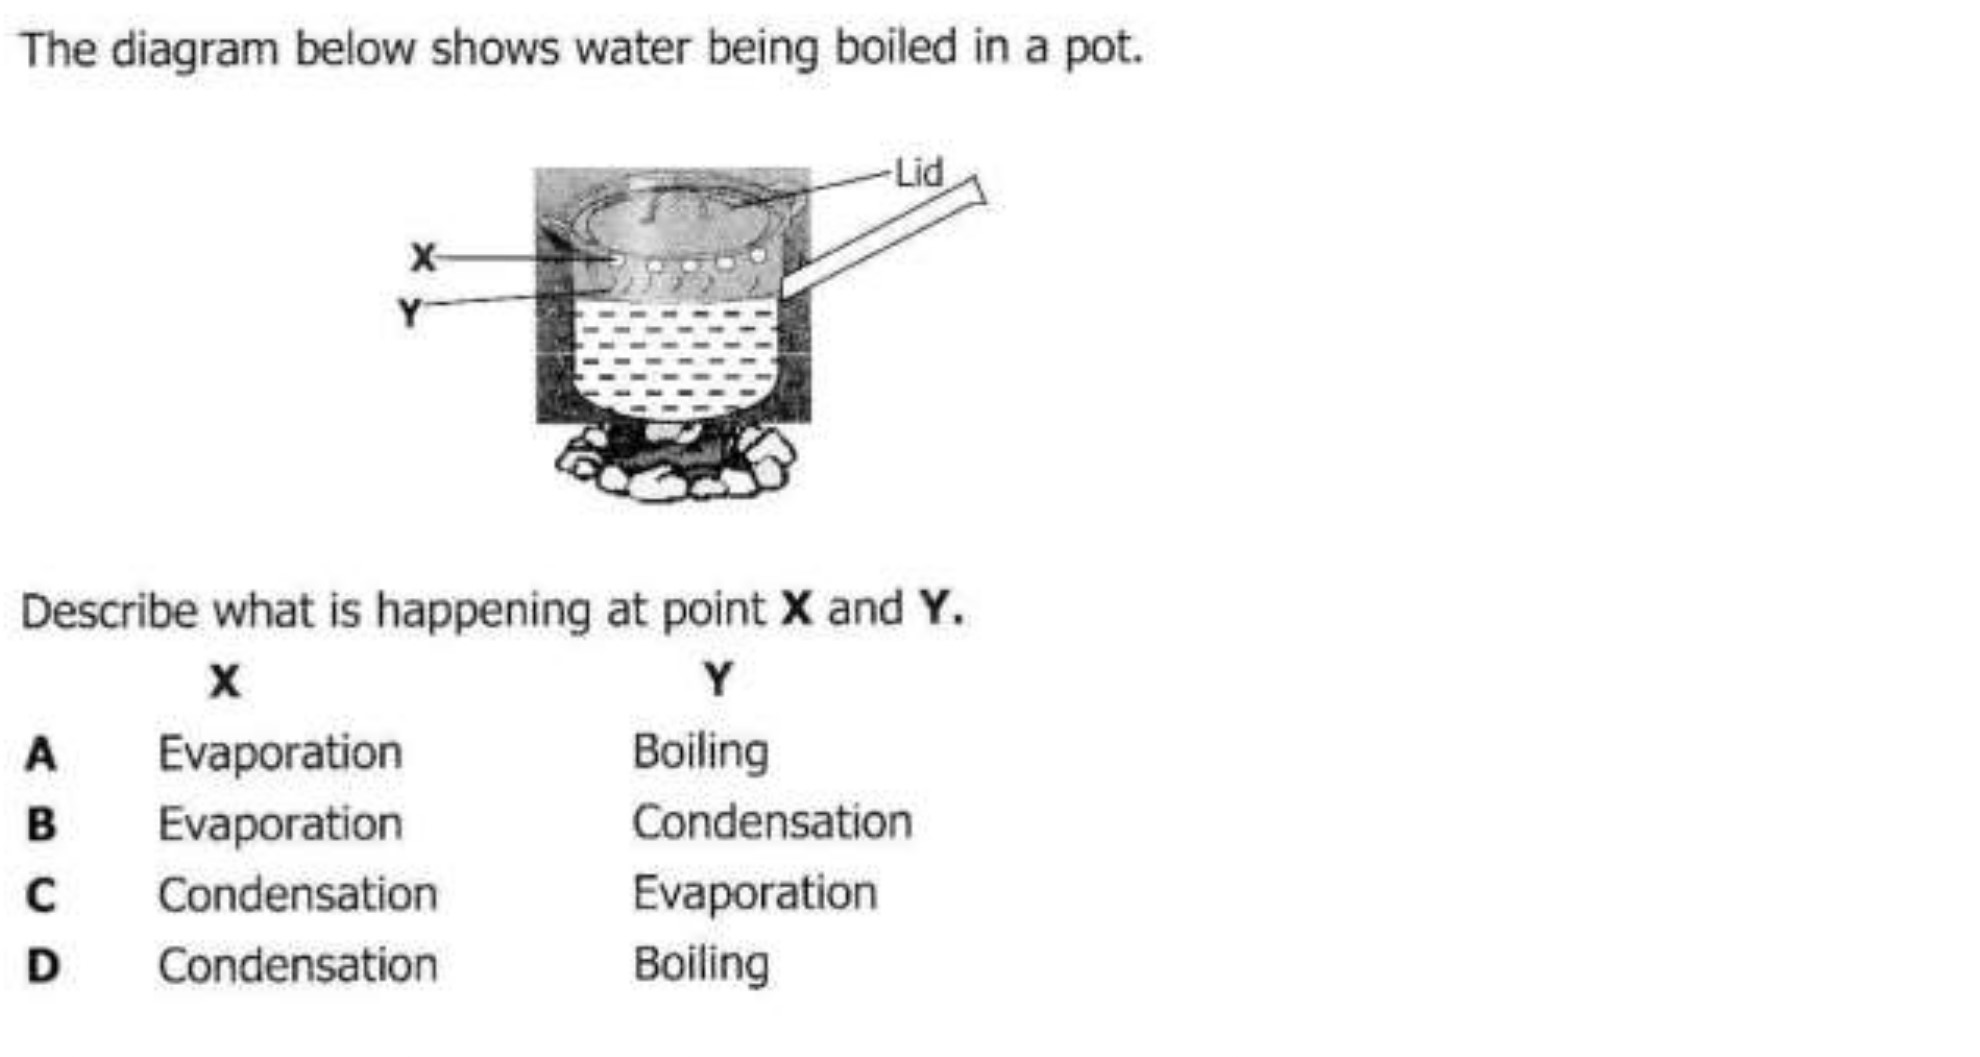 The diagram below shows water being boiled in a pot.
Lid
X
Y
Describe what is happening at point X and Y.
X Y
A Evaporation Boiling
B Evaporation Condensation
C Condensation Evaporation
D Condensation Boiling